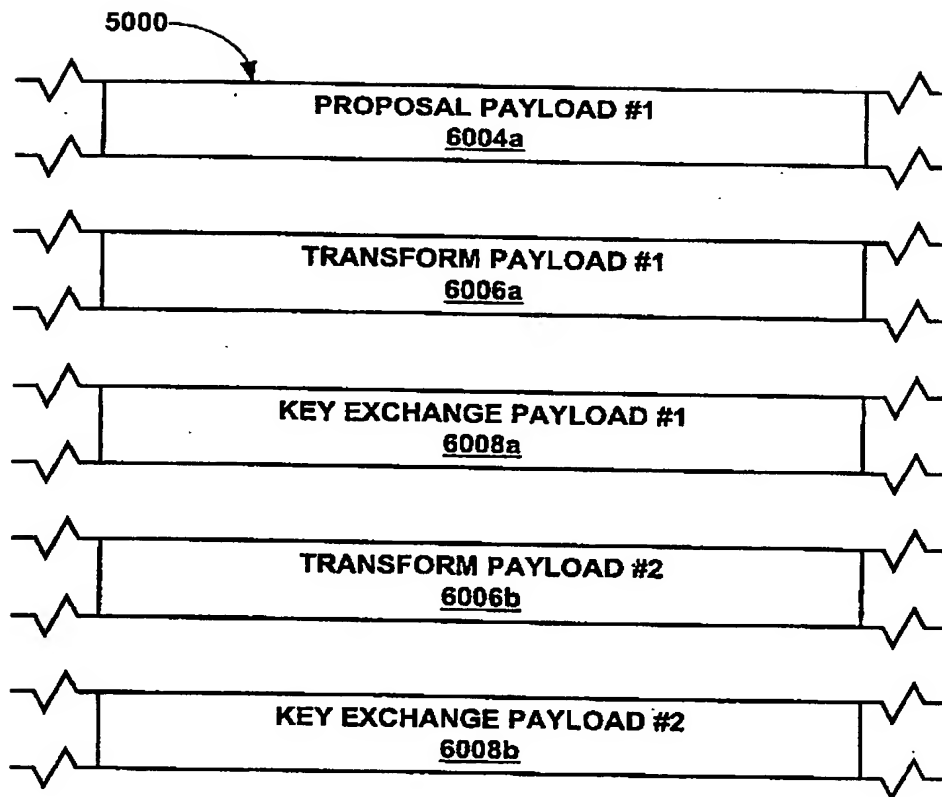 5000
PROPOSAL PAYLOAD #1
6004a
TRANSFORM PAYLOAD #1
6006a
KEY EXCHANGE PAYLOAD #1
6008a
TRANSFORM PAYLOAD #2
6006b
KEY EXCHANGE PAYLOAD #2
6008b